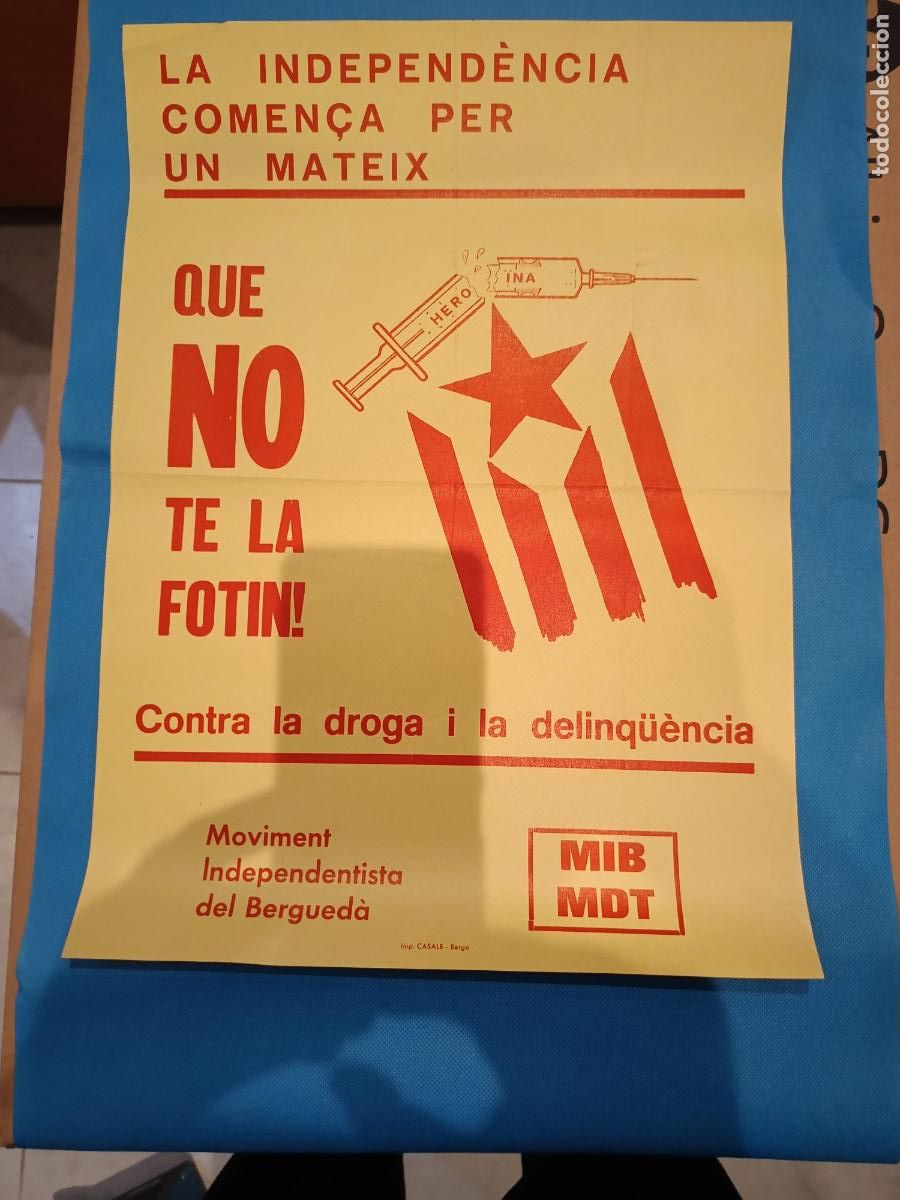 LA INDEPENDÈNCIA
COMENÇA PER
UN MATEIX
QUE
NO
TE LA
FOTIN!
HERO
INA
Contra la droga i la delinqüència
Moviment
Independentista
del Berguedà
MIB
MDT
Imp. CASALS - Berga
todocoleccion